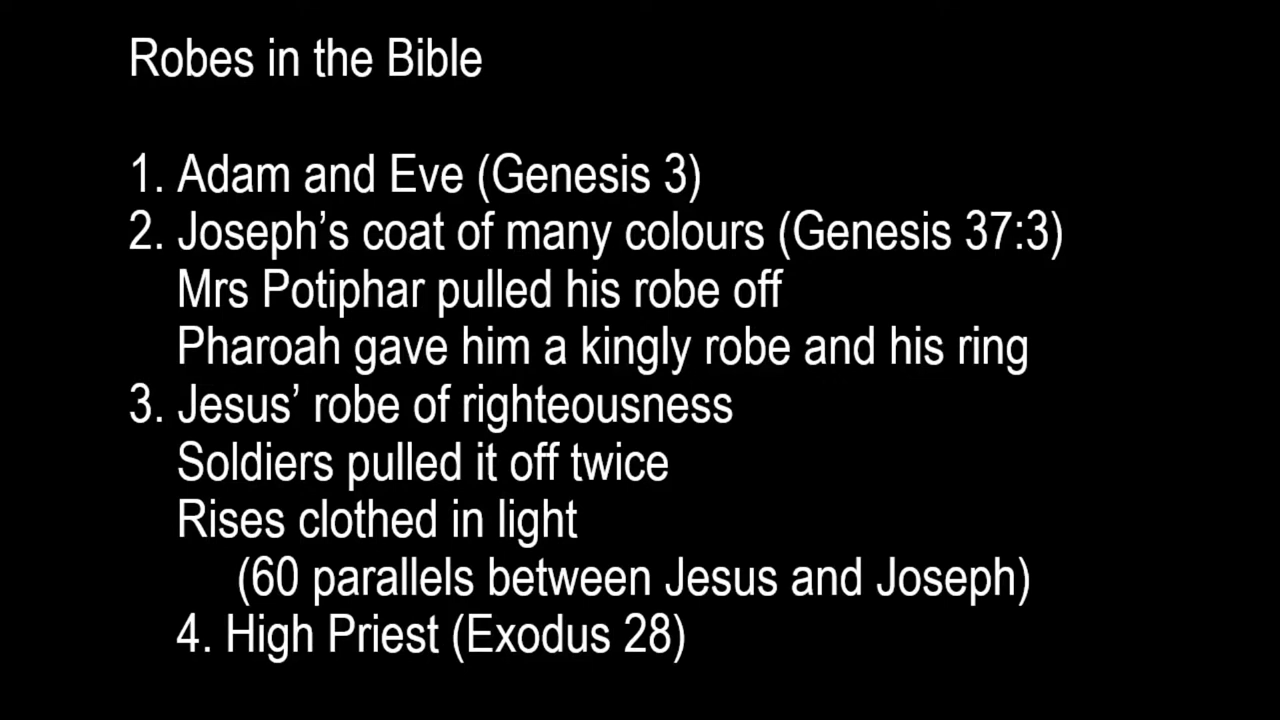 Robes in the Bible
1. Adam and Eve (Genesis 3)
2. Joseph’s coat of many colours (Genesis 37:3)
Mrs Potiphar pulled his robe off
Pharoah gave him a kingly robe and his ring
3. Jesus’ robe of righteousness
Soldiers pulled it off twice
Rises clothed in light
(60 parallels between Jesus and Joseph)
4. High Priest (Exodus 28)